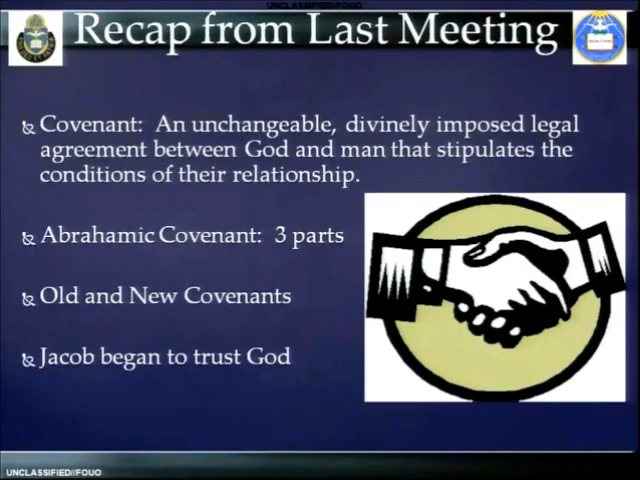 UNCLASSIFIED//FOUO
Recap from Last Meeting
Covenant: An unchangeable, divinely imposed legal
agreement between God and man that stipulates the
conditions of their relationship.
Abrahamic Covenant: 3 parts
Old and New Covenants
Jacob began to trust God
UNCLASSIFIED//FOUO